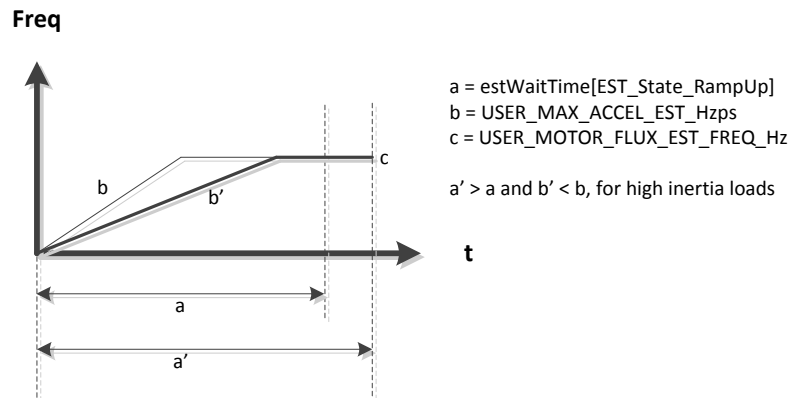 Freq
a = estWaitTime[EST_State_RampUp]
b = USER_MAX_ACCEL_EST_Hzps
c = USER_MOTOR_FLUX_EST_FREQ_Hz
a’ > a and b’ < b, for high inertia loads
c
b
b’
t
a
a’